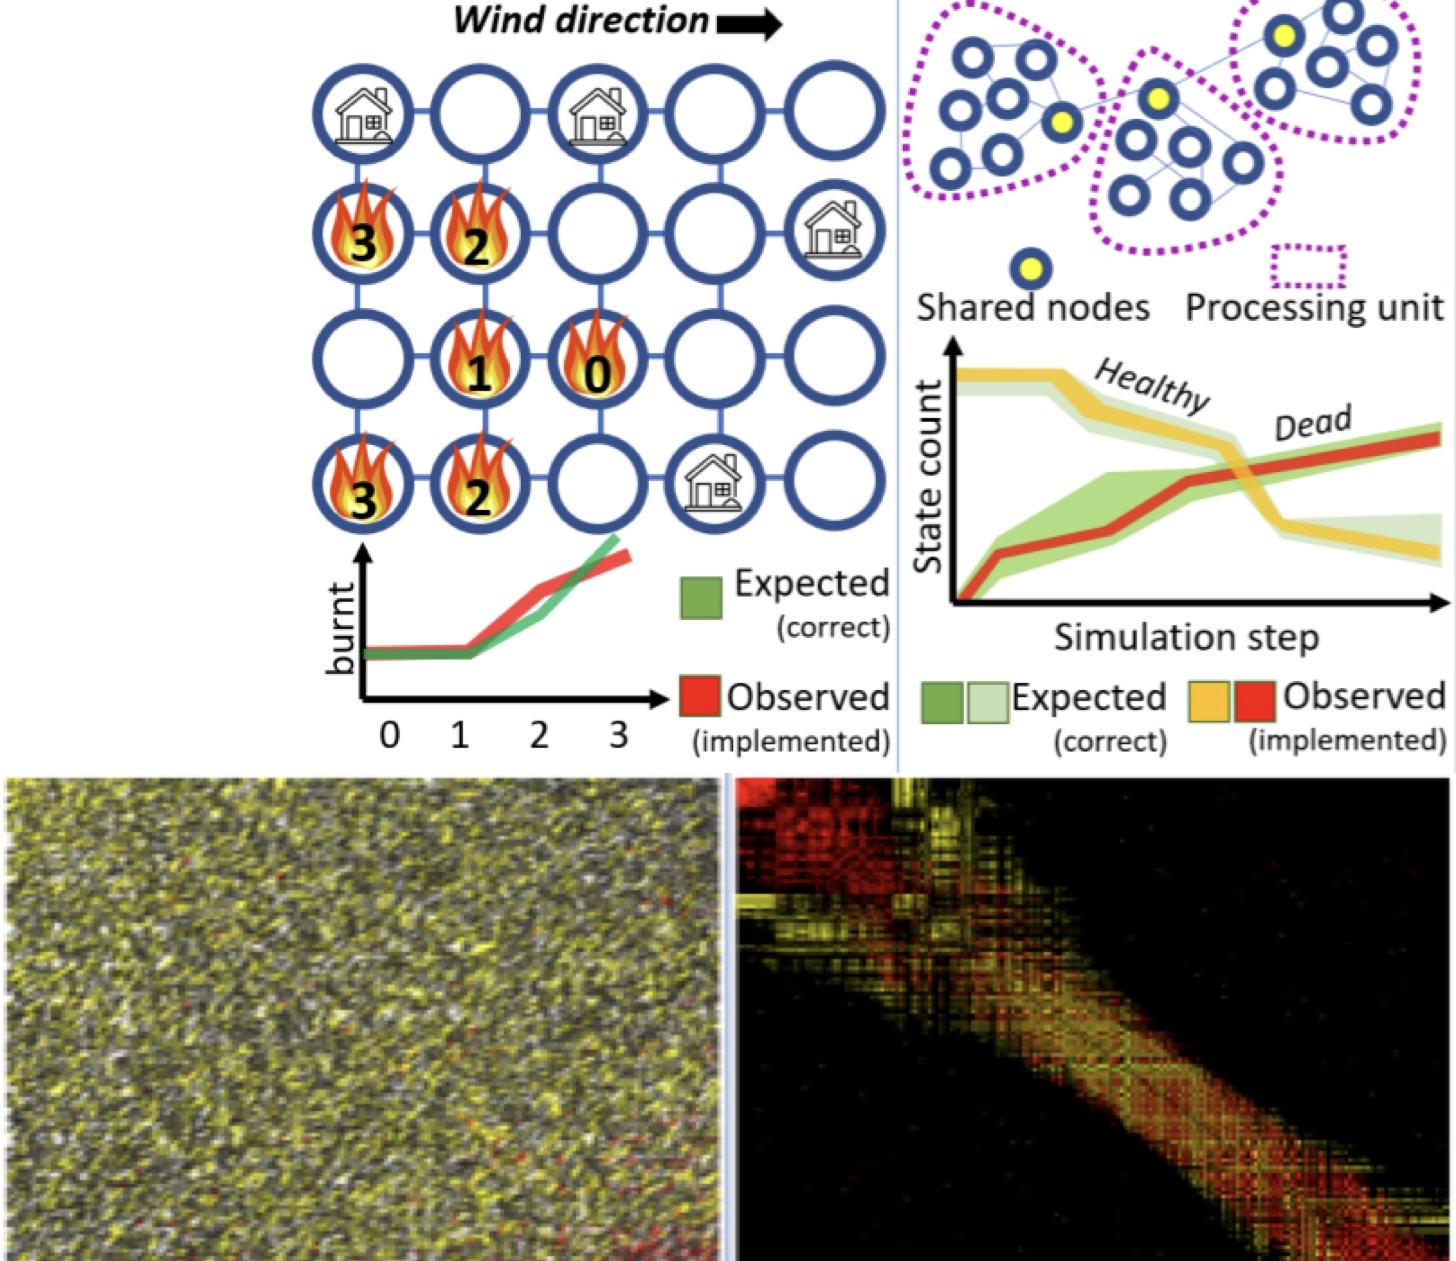 Wind direction
3 2
1 0
3 2
burnt
0 1 2 3
Expected
(correct)
Observed
(implemented)
Shared nodes
Processing unit
State count
Healthy
Dead
Simulation step
Expected
(correct)
Observed
(implemented)